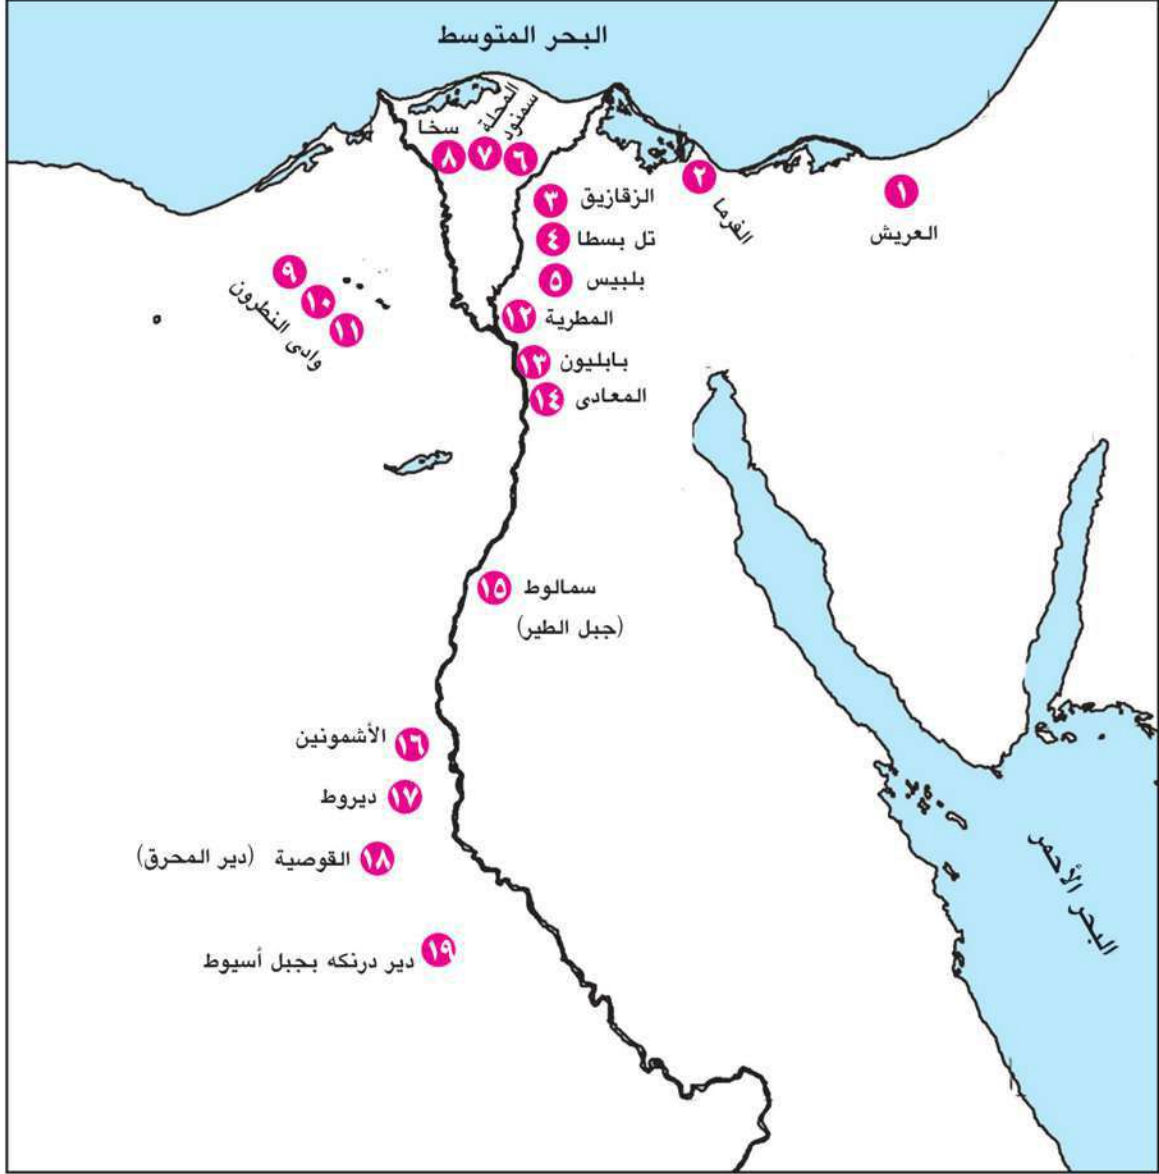 البحر المتوسط
سخا
المحلة
سمنود
٨
٧
٦
٢
الفرما
١
العريش
٣ الزقازيق
٤ تل بسطا
٥ بلبيس
١٢ المطرية
١٣ بابليون
١٤ المعادى
٩
١٠
١١
وادى النطرون
١٥ سمالوط
(جبل الطير)
١٦ الأشمونين
١٧ ديروط
١٨ القوصية (دير المحرق)
١٩ دير درنكه بجبل أسيوط
البحر الأحمر